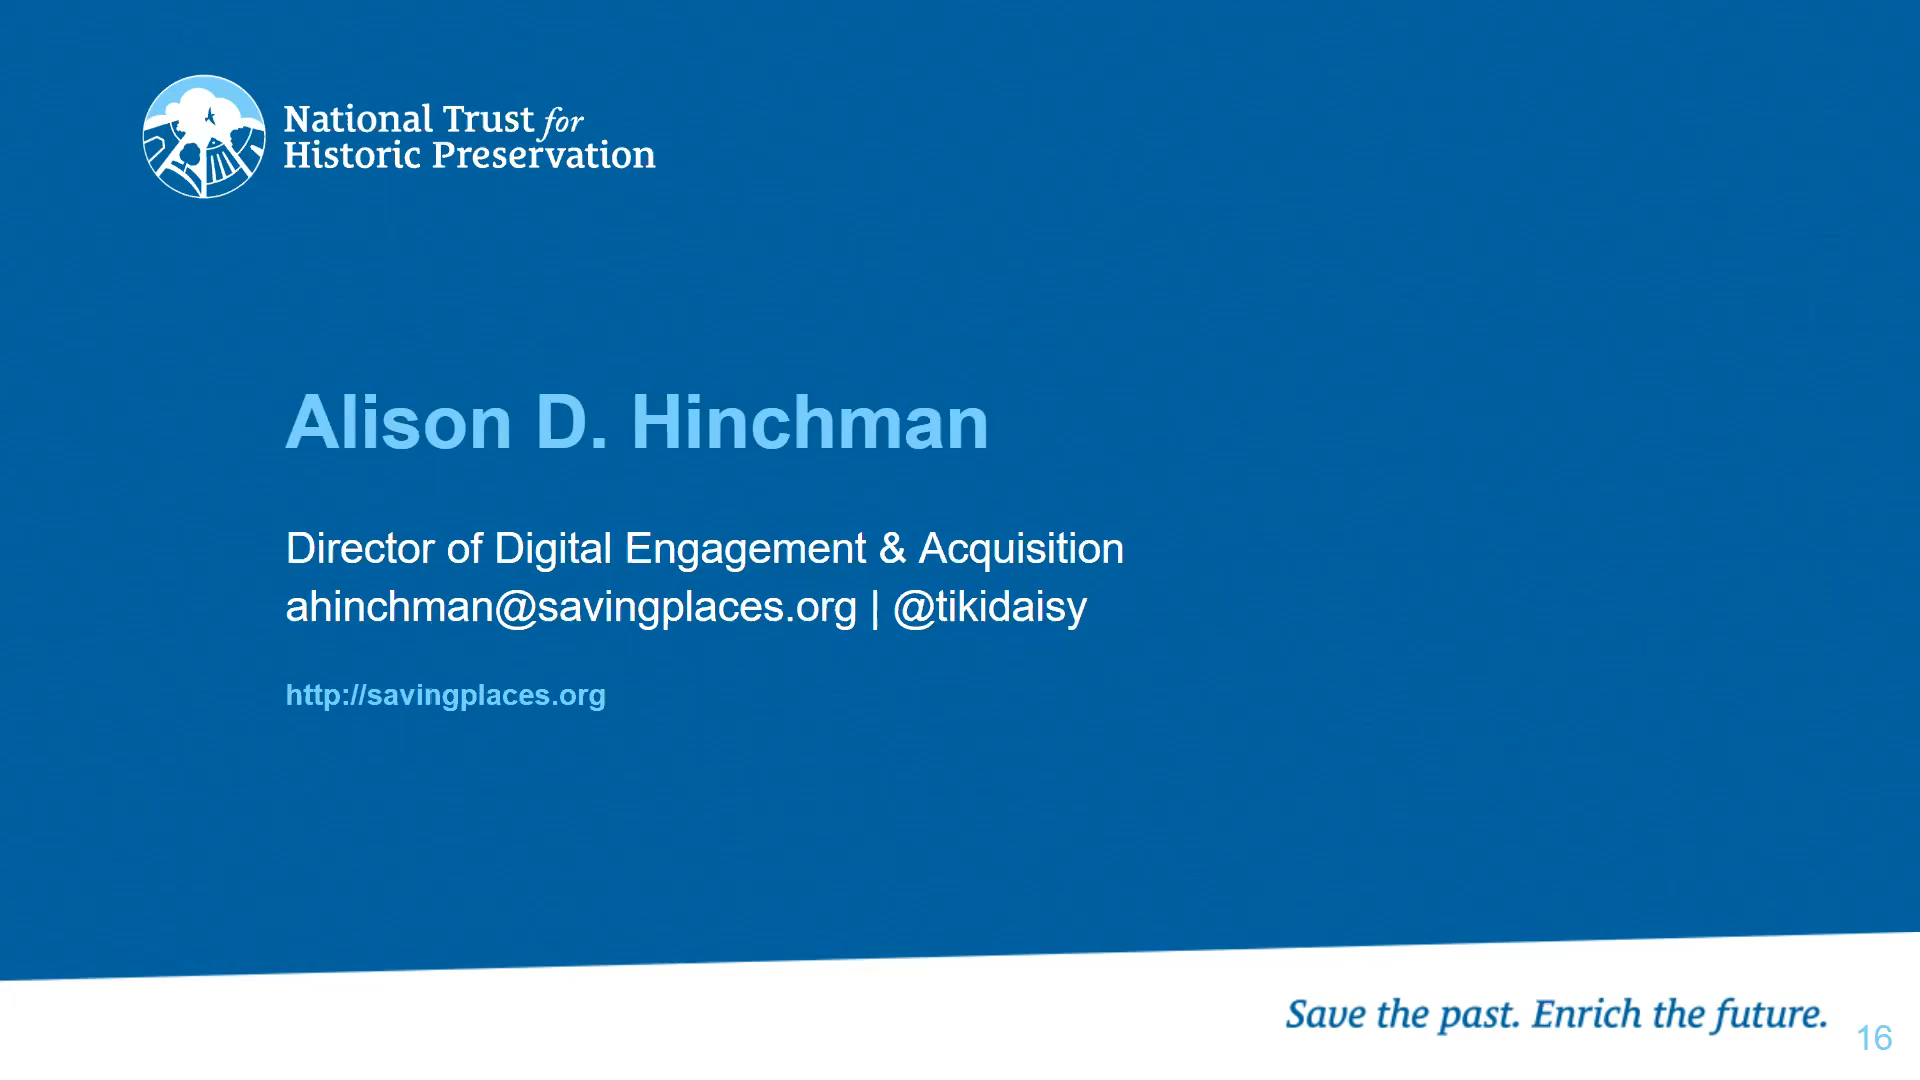 National Trust for
Historic Preservation
Alison D. Hinchman
Director of Digital Engagement & Acquisition
ahinchman@savingplaces.org | @tikidaisy
http://savingplaces.org
Save the past. Enrich the future.
16